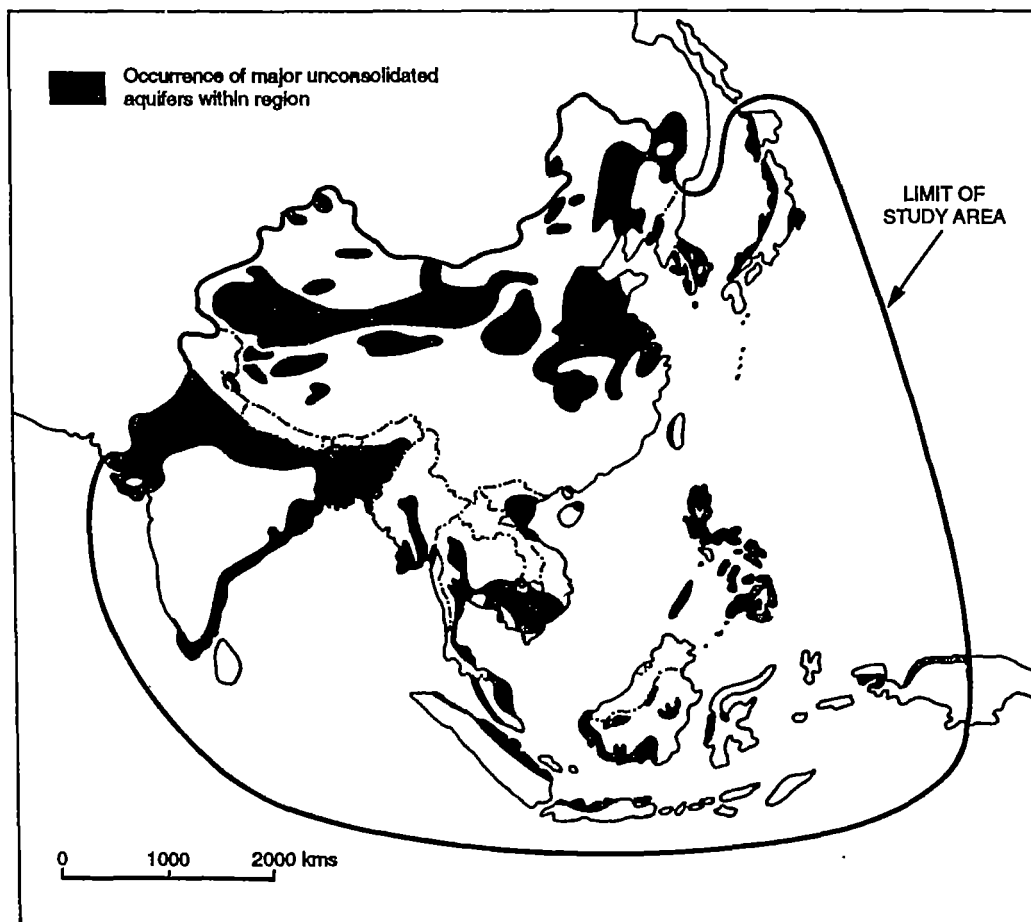 Occurrence of major unconsolidated
aquifers within region
LIMIT OF
STUDY AREA
0 1000 2000 kms